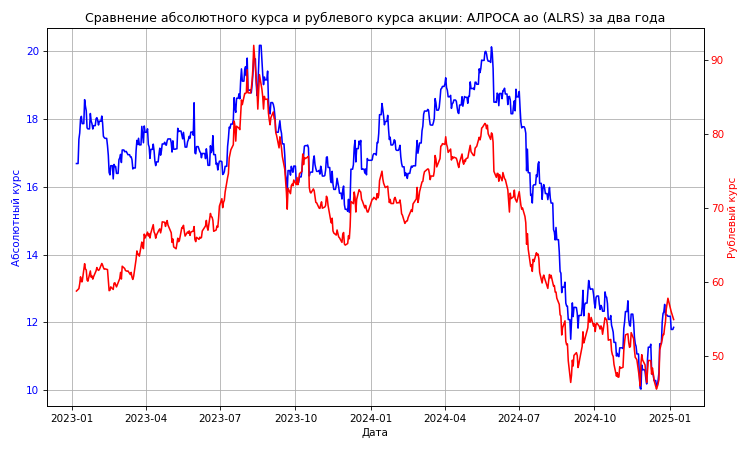 Сравнение абсолютного курса и рублевого курса акции: АЛРОСА ао (ALRS) за два года
20
18
16
14
12
10
Абсолютный курс
90
80
70
60
50
Рублевый курс
2023-01 2023-04 2023-07 2023-10 2024-01 2024-04 2024-07 2024-10 2025-01
Дата